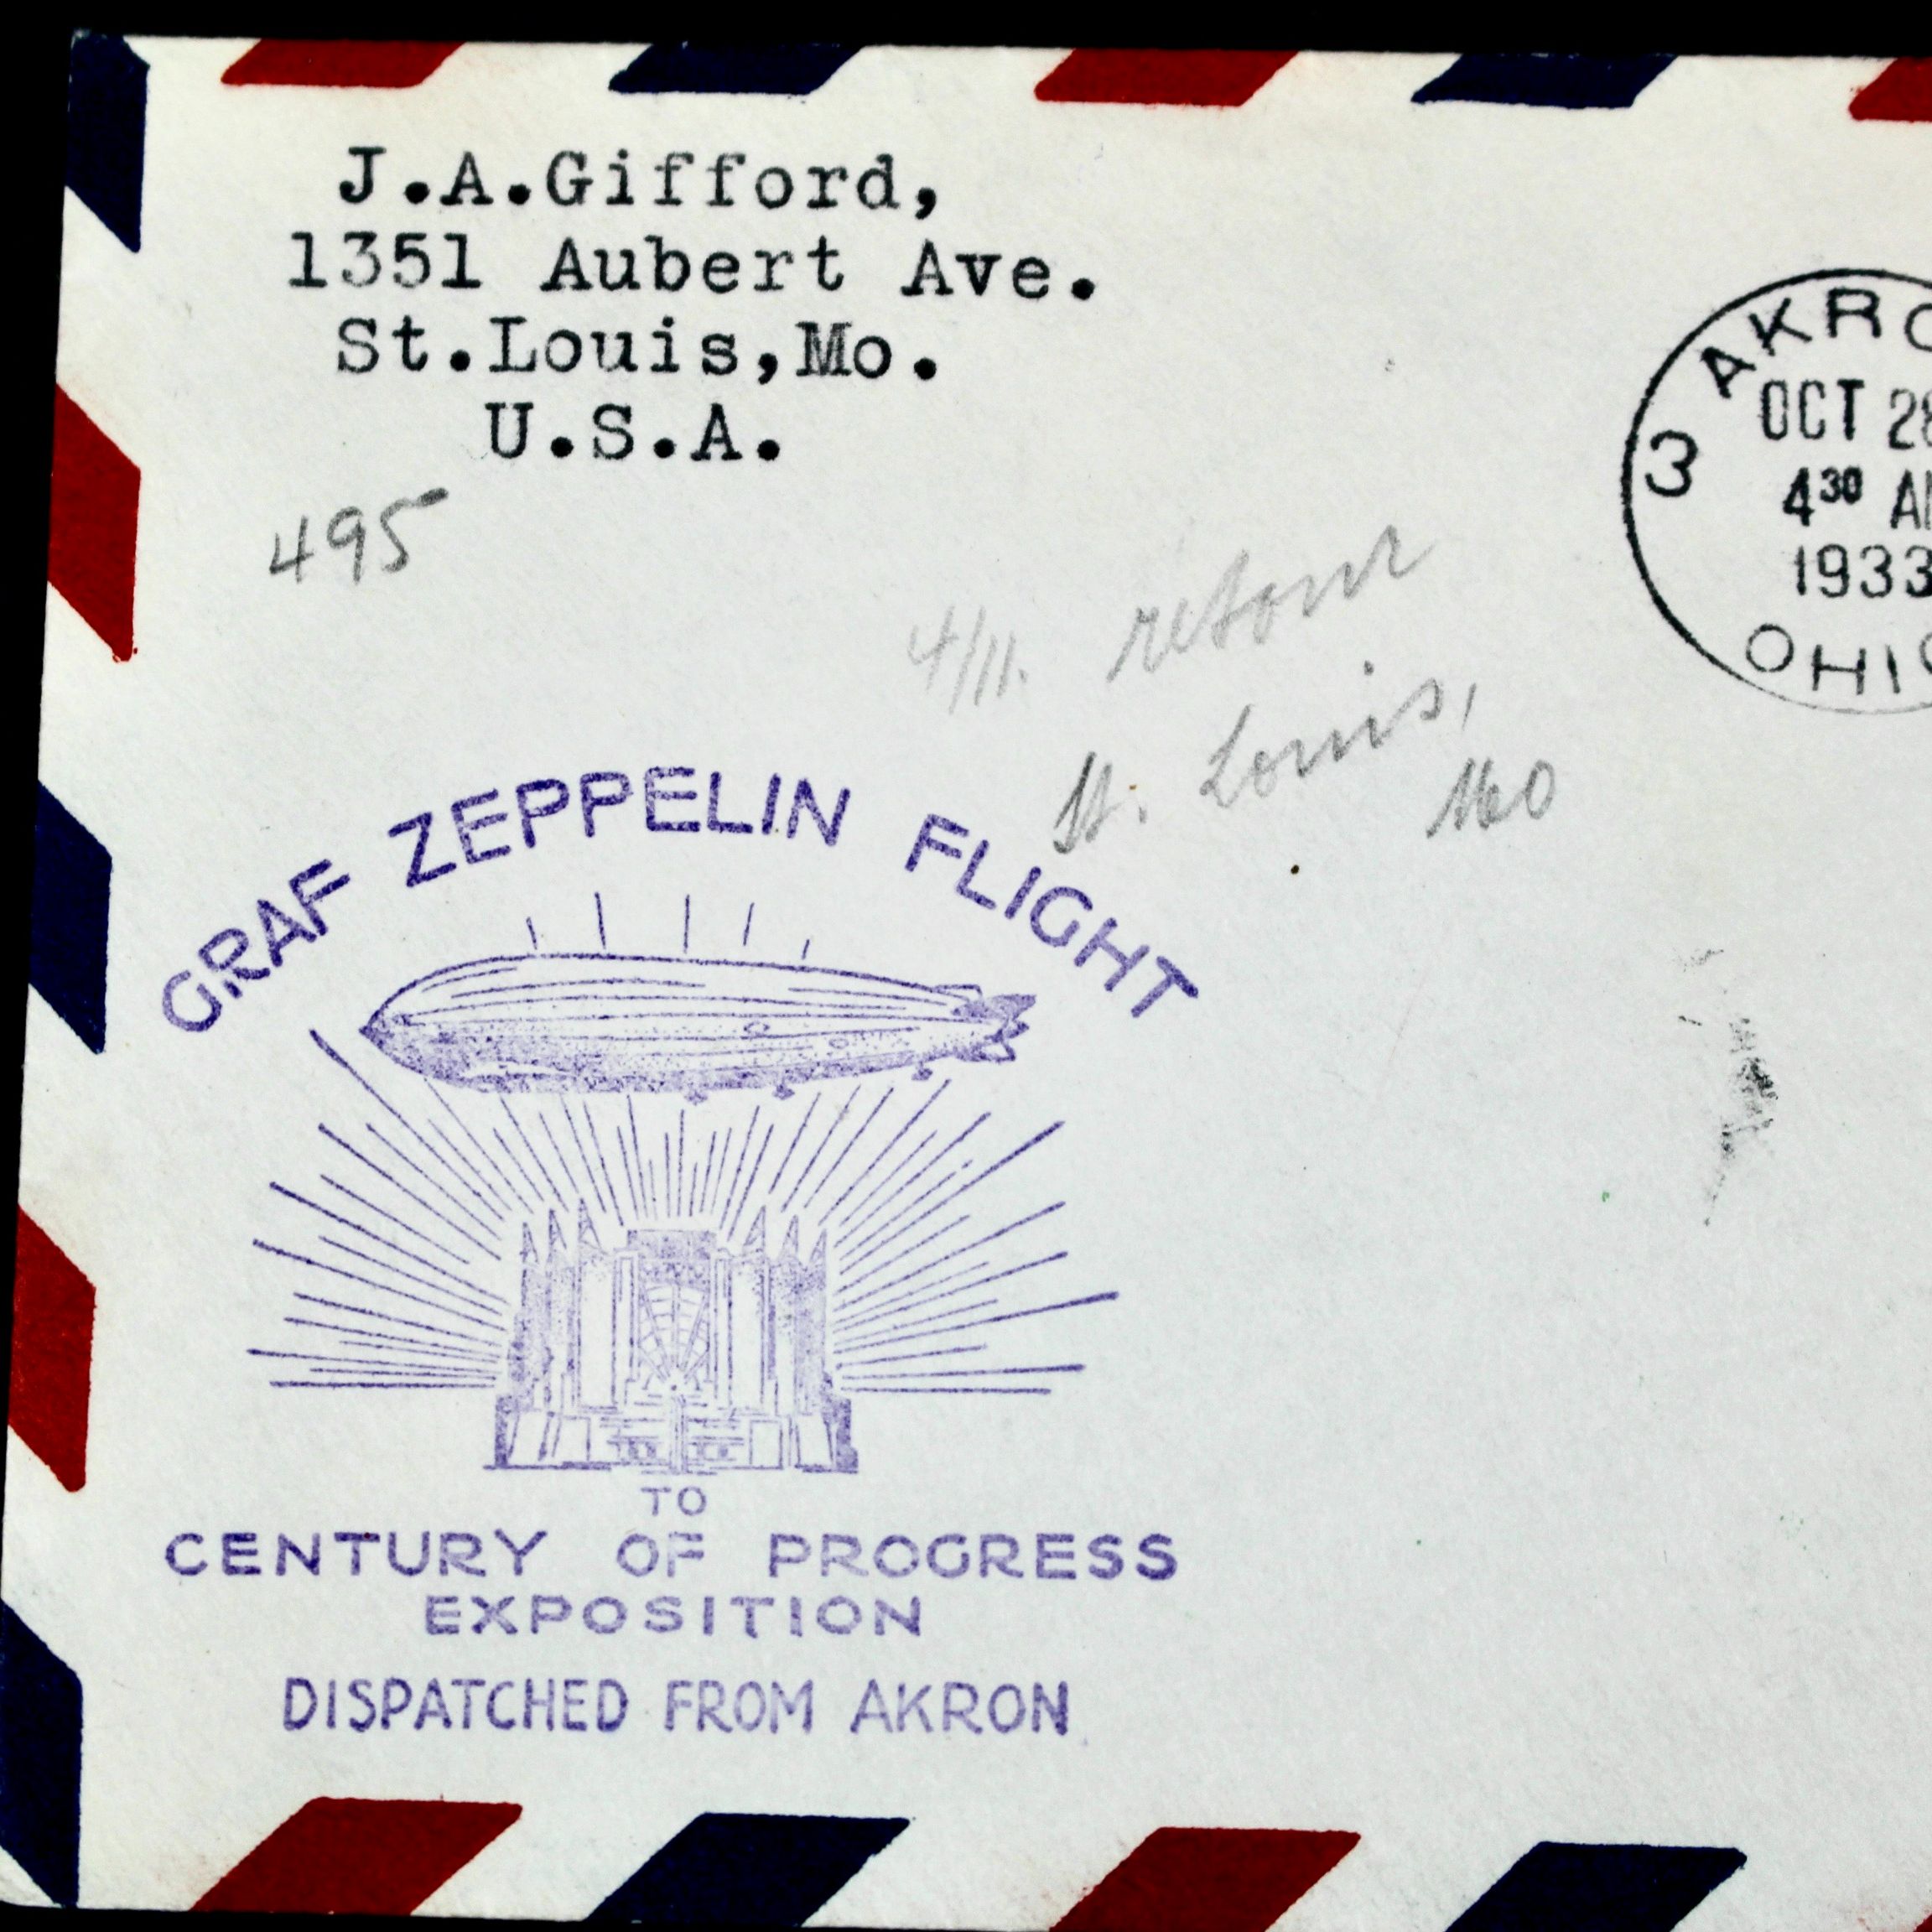 J.A.Gifford,
1351 Aubert Ave.
St.Louis,Mo.
U.S.A.
495
4/11. retour
St. Louis,
Mo
3 AKRO
OCT 28
4³⁰ A
1933
OHIO
GRAF ZEPPELIN FLIGHT
TO
CENTURY OF PROGRESS
EXPOSITION
DISPATCHED FROM AKRON